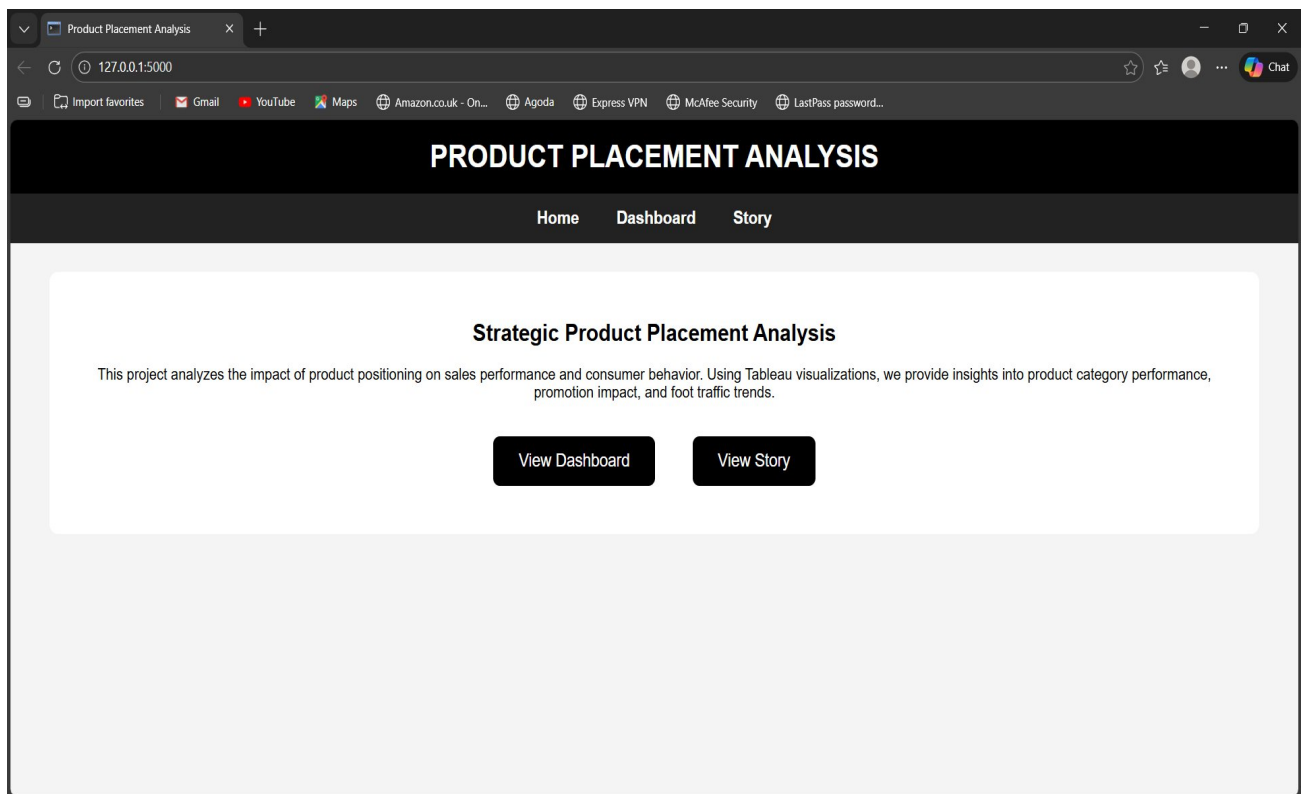 Product Placement Analysis
127.0.0.1:5000
Chat
Import favorites Gmail YouTube Maps Amazon.co.uk - On... Agoda Express VPN McAfee Security LastPass password...
PRODUCT PLACEMENT ANALYSIS
Home Dashboard Story
Strategic Product Placement Analysis
This project analyzes the impact of product positioning on sales performance and consumer behavior. Using Tableau visualizations, we provide insights into product category performance,
promotion impact, and foot traffic trends.
View Dashboard View Story